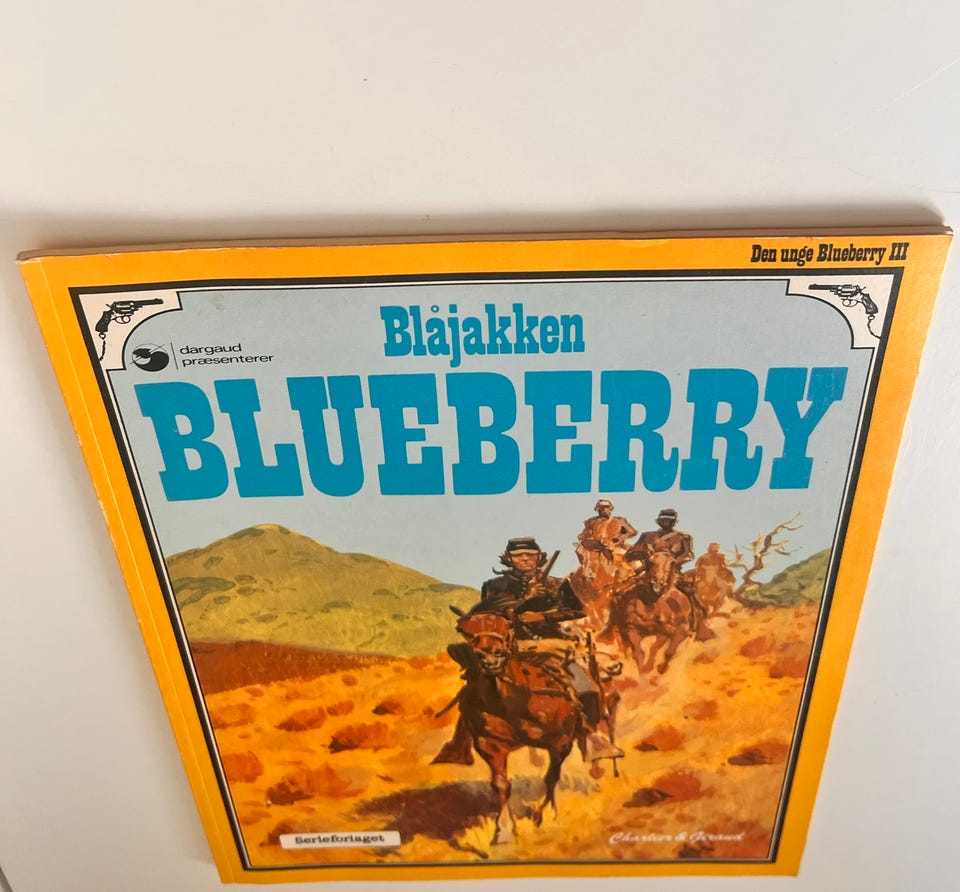 Den unge Blueberry III
Blåjakken
dargaud
præsenterer
BLUEBERRY
Serieforlaget
Charlier & Giraud